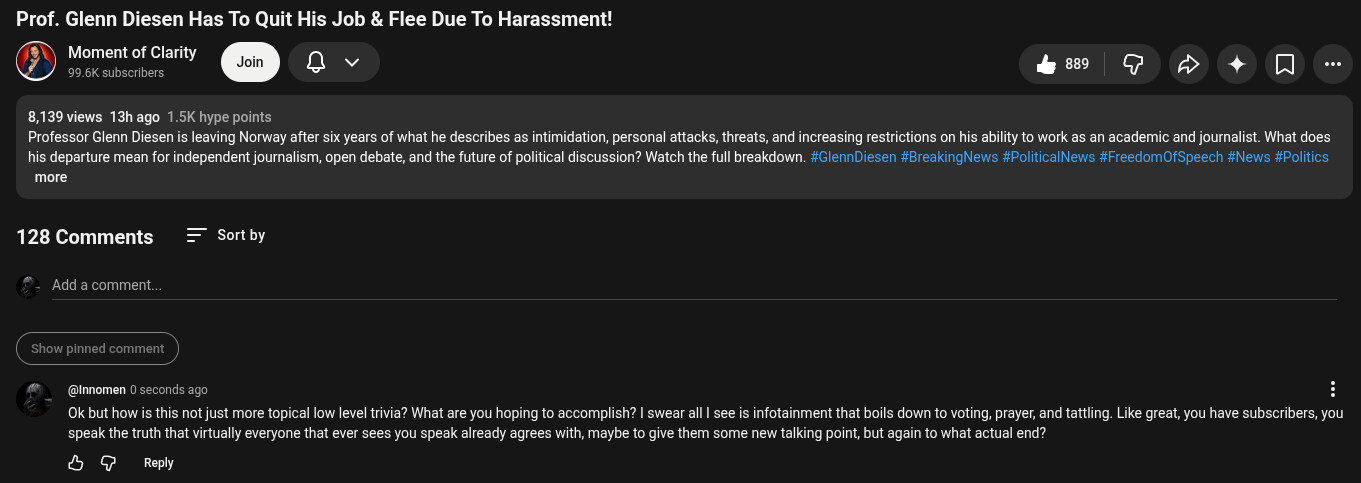 Prof. Glenn Diesen Has To Quit His Job & Flee Due To Harassment!
Moment of Clarity
99.6K subscribers
Join
889
8,139 views 13h ago 1.5K hype points
Professor Glenn Diesen is leaving Norway after six years of what he describes as intimidation, personal attacks, threats, and increasing restrictions on his ability to work as an academic and journalist. What does
his departure mean for independent journalism, open debate, and the future of political discussion? Watch the full breakdown. #GlennDiesen #BreakingNews #PoliticalNews #FreedomOfSpeech #News #Politics
more
128 Comments
Sort by
Add a comment...
Show pinned comment
@Innomen 0 seconds ago
Ok but how is this not just more topical low level trivia? What are you hoping to accomplish? I swear all I see is infotainment that boils down to voting, prayer, and tattling. Like great, you have subscribers, you
speak the truth that virtually everyone that ever sees you speak already agrees with, maybe to give them some new talking point, but again to what actual end?
Reply